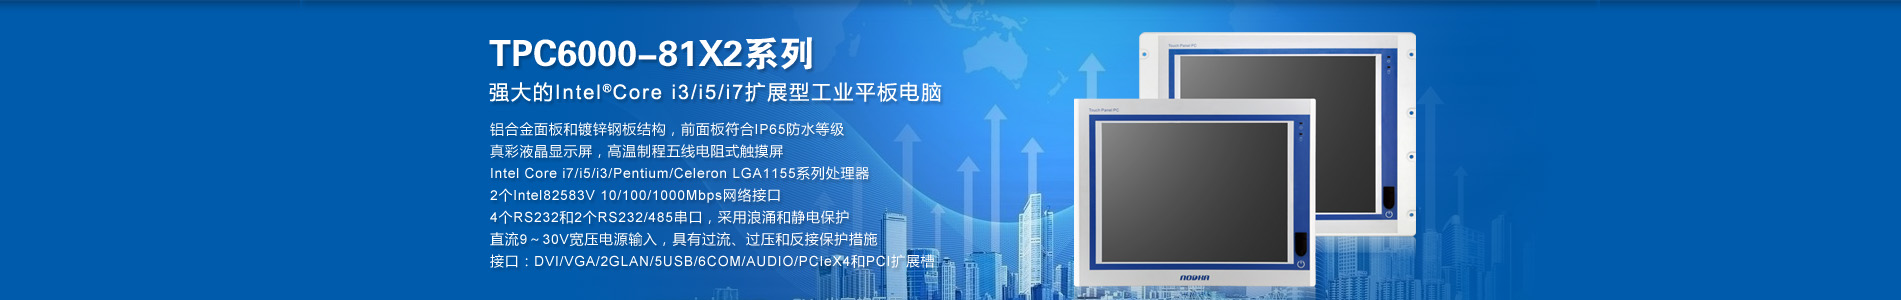 TPC6000-81X2系列
强大的Intel®Core i3/i5/i7扩展型工业平板电脑
铝合金面板和镀锌钢板结构，前面板符合IP65防水等级
真彩液晶显示屏，高温制程五线电阻式触摸屏
Intel Core i7/i5/i3/Pentium/Celeron LGA1155系列处理器
2个Intel82583V 10/100/1000Mbps网络接口
4个RS232和2个RS232/485串口，采用浪涌和静电保护
直流9～30V宽压电源输入，具有过流、过压和反接保护措施
接口：DVI/VGA/2GLAN/5USB/6COM/AUDIO/PCIeX4和PCI扩展槽
Touch Panel PC
Touch Panel PC
NODKA